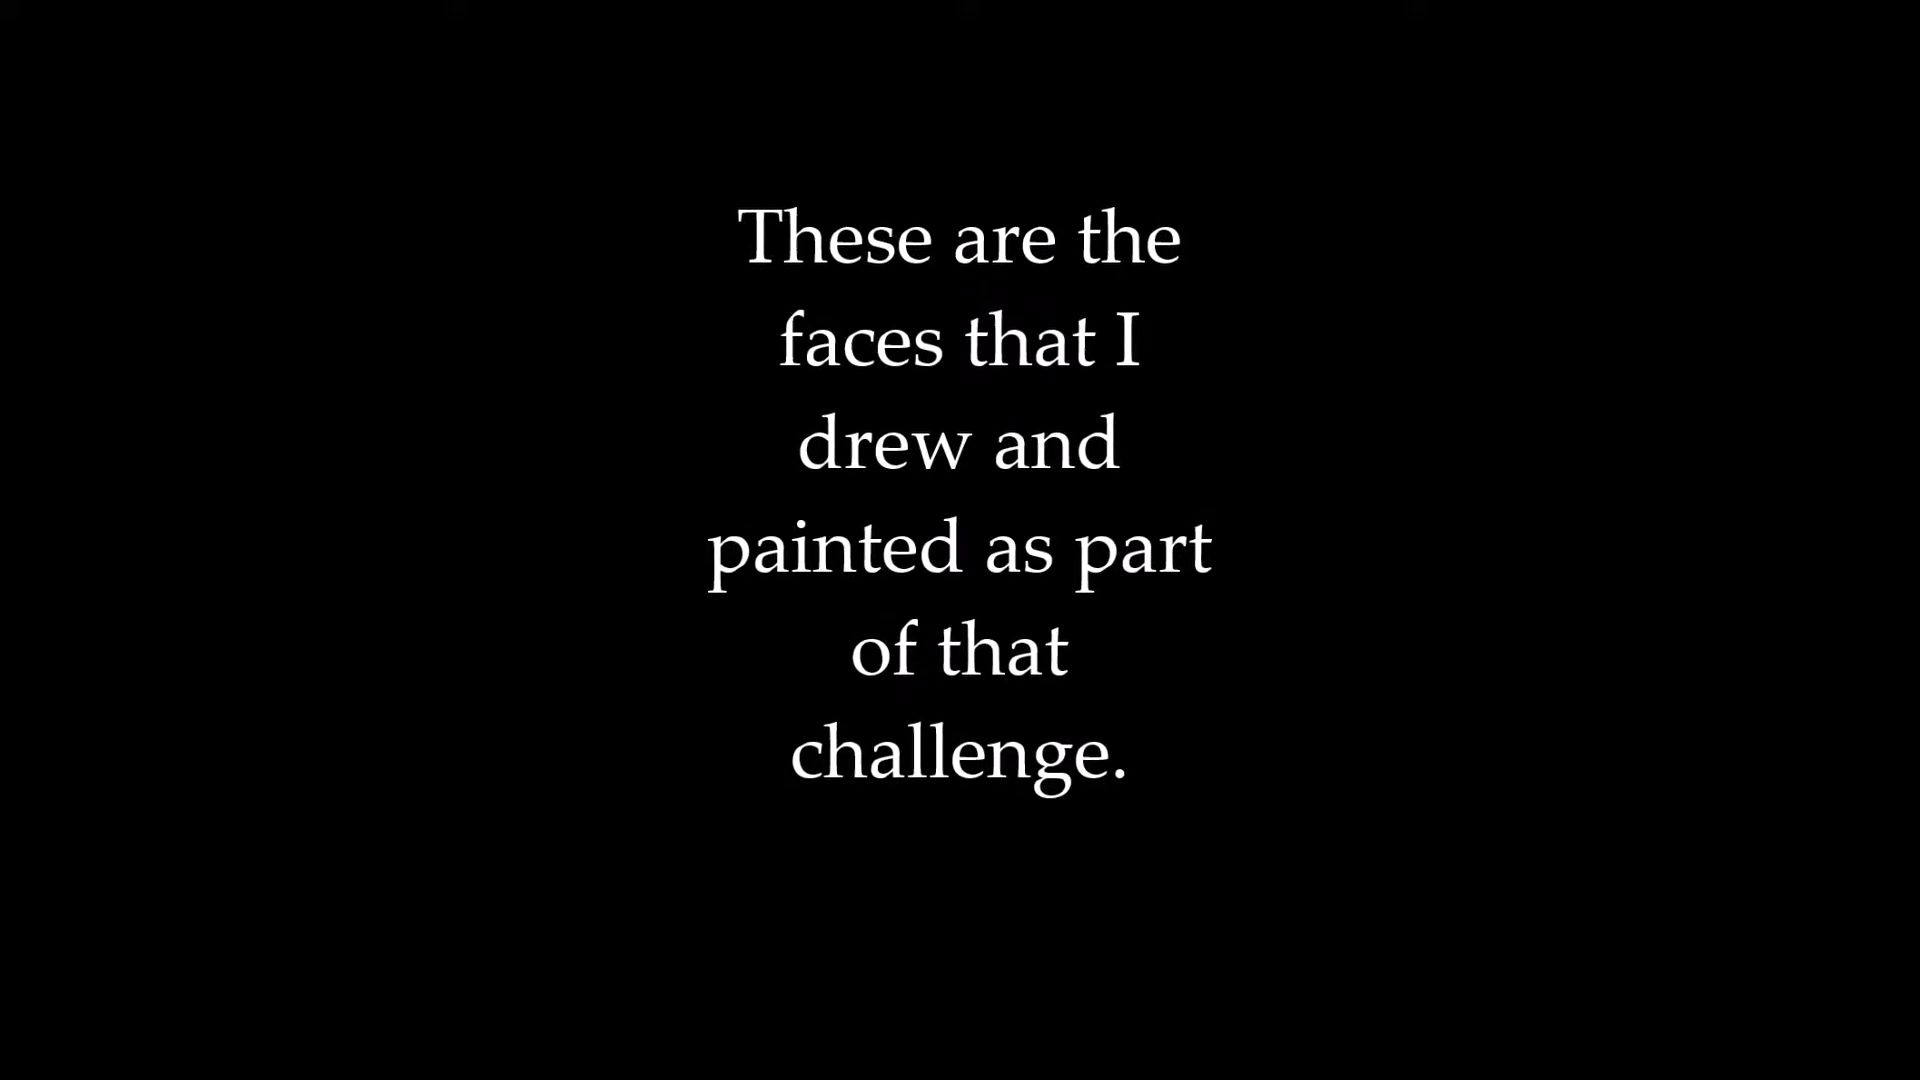 These are the
faces that I
drew and
painted as part
of that
challenge.